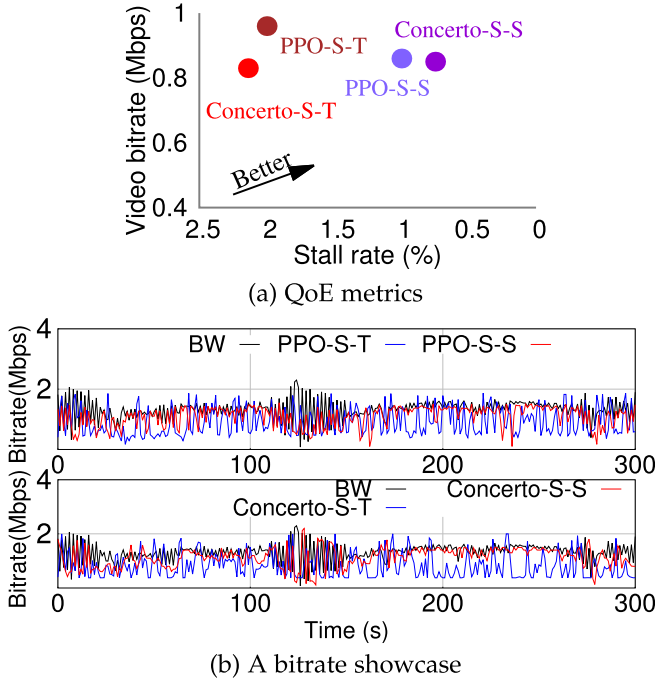 1
PPO-S-T
Concerto-S-S
0.8
Concerto-S-T
PPO-S-S
0.6
Better
0.4
Video bitrate (Mbps)
2.5 2 1.5 1 0.5 0
Stall rate (%)
(a) QoE metrics
4
BW PPO-S-T PPO-S-S
2
Bitrate(Mbps)
0
0 100 200 300
4
BW Concerto-S-S
Concerto-S-T
2
Bitrate(Mbps)
0
0 100 200 300
Time (s)
(b) A bitrate showcase